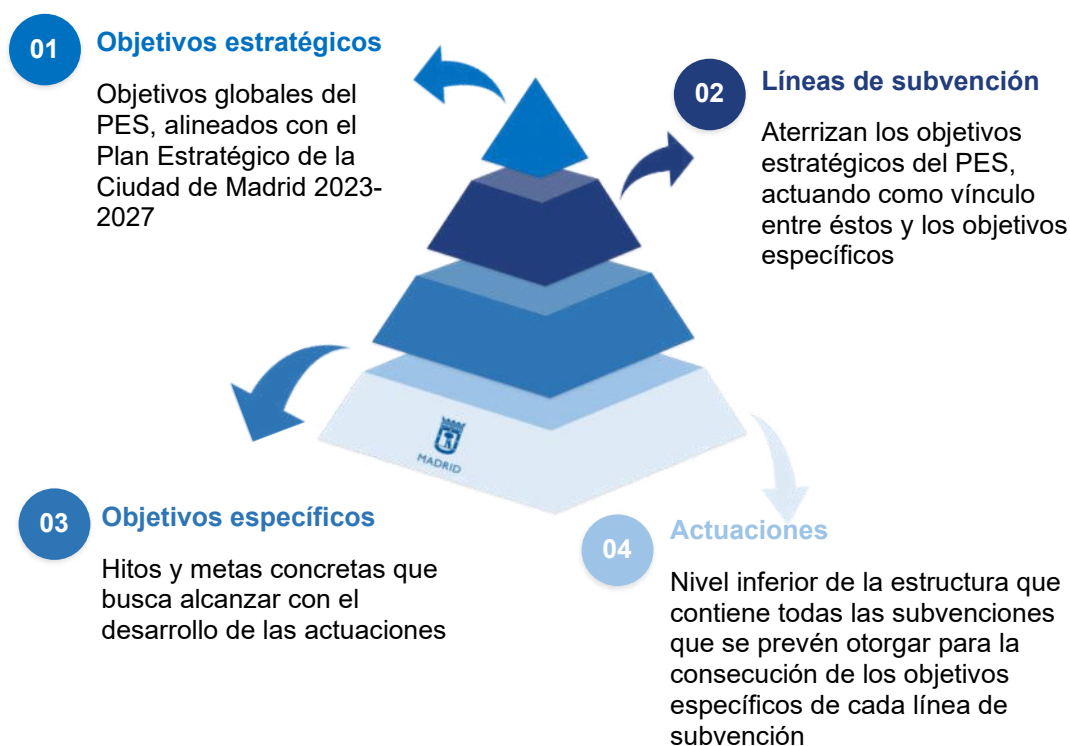 01
Objetivos estratégicos
Objetivos globales del
PES, alineados con el
Plan Estratégico de la
Ciudad de Madrid 2023-
2027
02
Líneas de subvención
Aterrizan los objetivos
estratégicos del PES,
actuando como vínculo
entre éstos y los objetivos
específicos
MADRID
03
Objetivos específicos
Hitos y metas concretas que
busca alcanzar con el
desarrollo de las actuaciones
04
Actuaciones
Nivel inferior de la estructura que
contiene todas las subvenciones
que se prevén otorgar para la
consecución de los objetivos
específicos de cada línea de
subvención